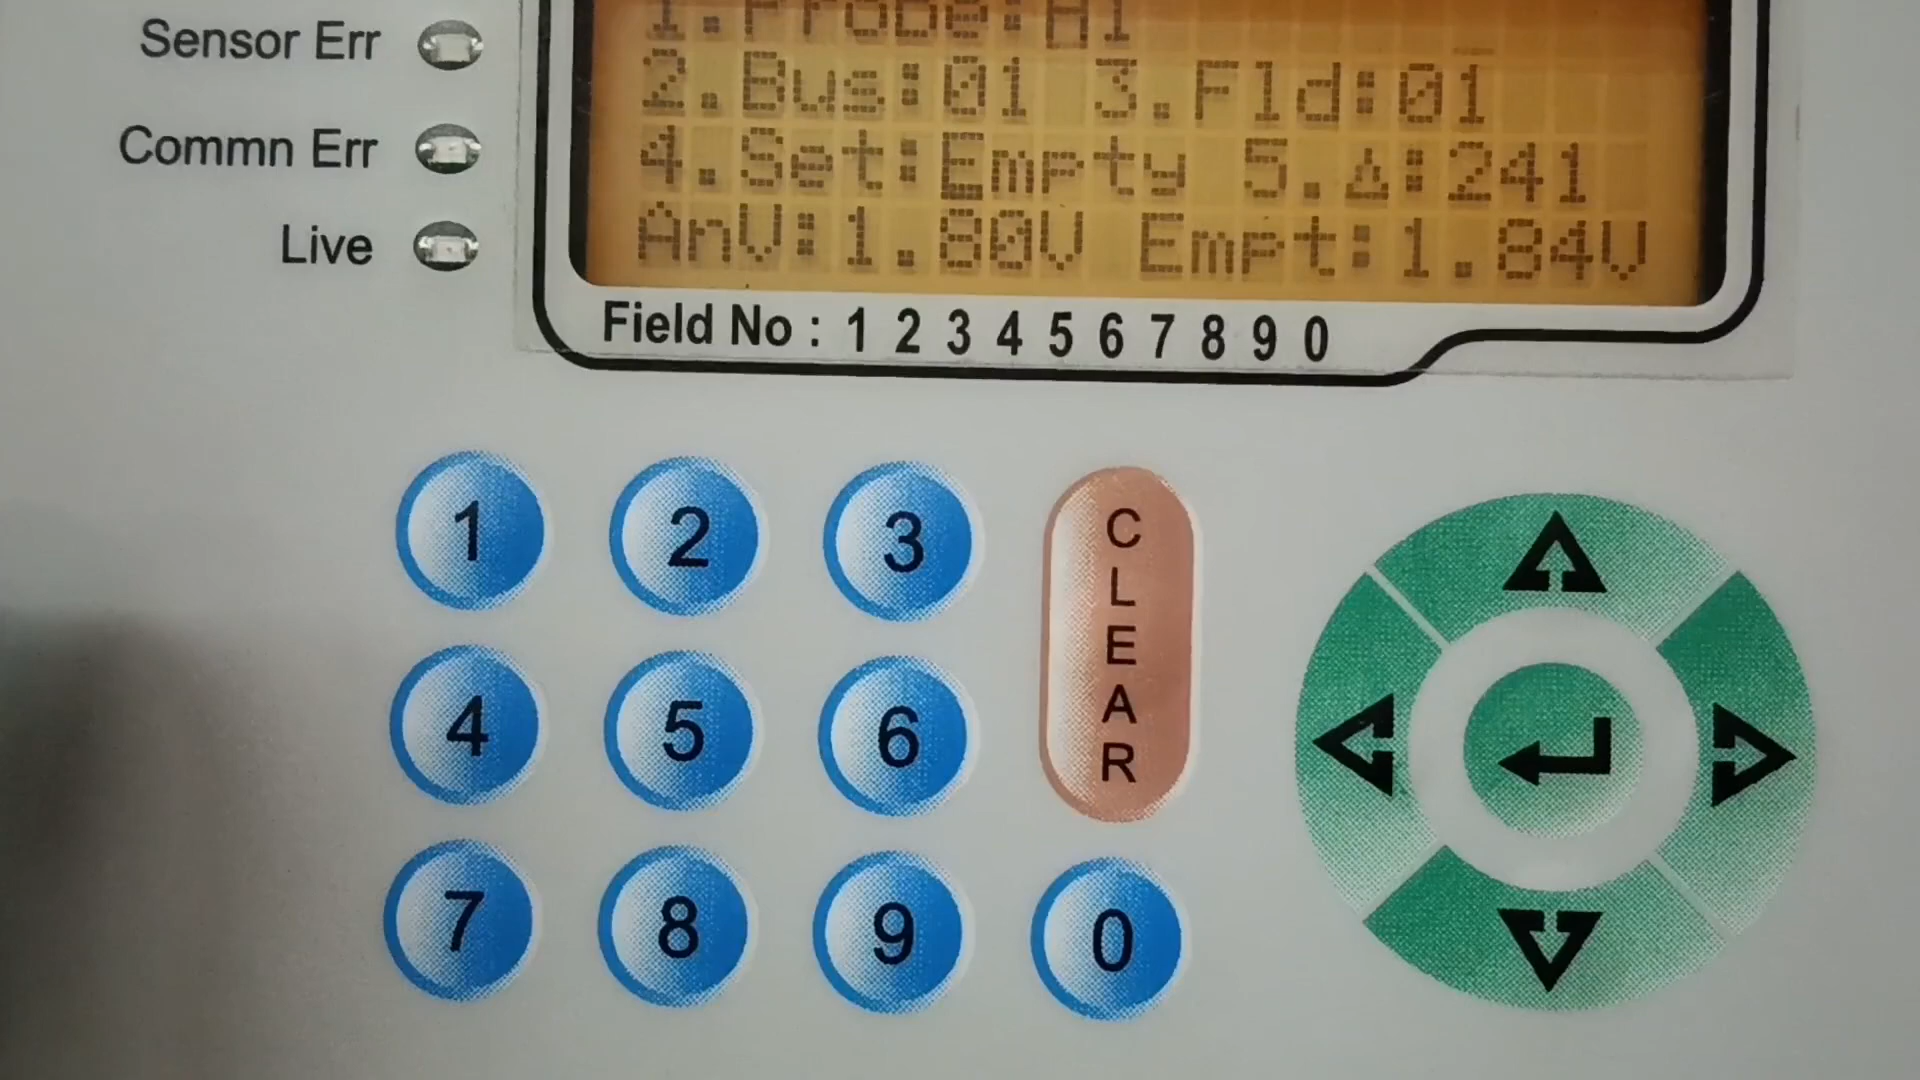 Sensor Err
Commn Err
Live
1.Probe:A1
2.Bus:01 3.Fld:01
4.Set:Empty 5.Δ:241
AnV:1.80V Empt:1.84V
Field No : 1 2 3 4 5 6 7 8 9 0
1 2 3
4 5 6
7 8 9 0
CLEAR